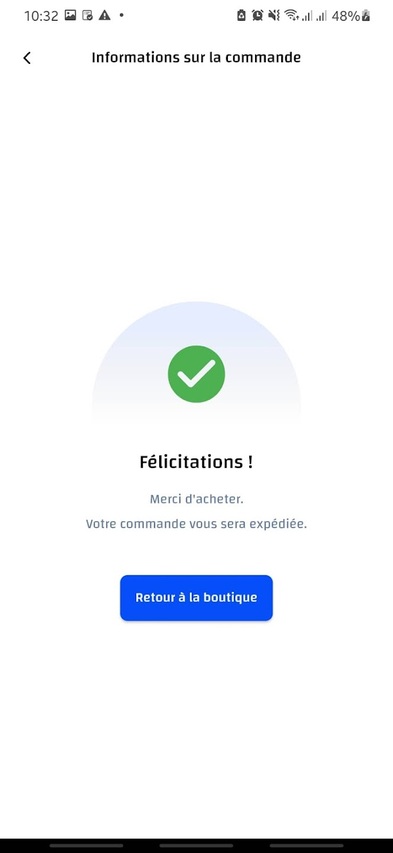 10:32
48%
Informations sur la commande
Félicitations !
Merci d'acheter.
Votre commande vous sera expédiée.
Retour à la boutique